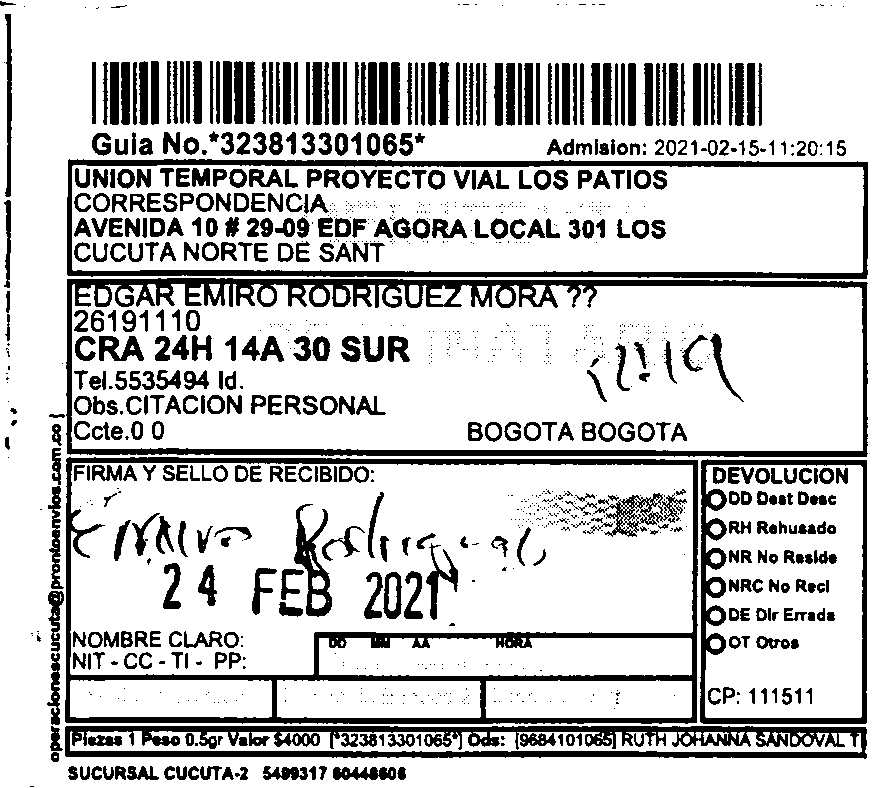 Guia No.*323813301065*
Admision: 2021-02-15-11:20:15
UNION TEMPORAL PROYECTO VIAL LOS PATIOS
CORRESPONDENCIA
AVENIDA 10 # 29-09 EDF AGORA LOCAL 301 LOS
CUCUTA NORTE DE SANT
EDGAR EMIRO RODRIGUEZ MORA ??
26191110
CRA 24H 14A 30 SUR
Tel.5535494 Id.
Obs.CITACION PERSONAL
Ccte.0 0
BOGOTA BOGOTA
operacionescucuta@prontoenvios.com.co
FIRMA Y SELLO DE RECIBIDO:
Rodriguez
24 FEB 2021
NOMBRE CLARO:
NIT - CC - TI - PP:
DD MM AA HORA
DEVOLUCION
DD Dest Desc
RH Rehusado
NR No Reside
NRC No Recl
DE Dir Errada
OT Otros
CP: 111511
Piezas 1 Peso 0.5gr Valor $4000 [*323813301065*] Ods: [9684101065] RUTH JOHANNA SANDOVAL T
SUCURSAL CUCUTA-2 5499317 60448606